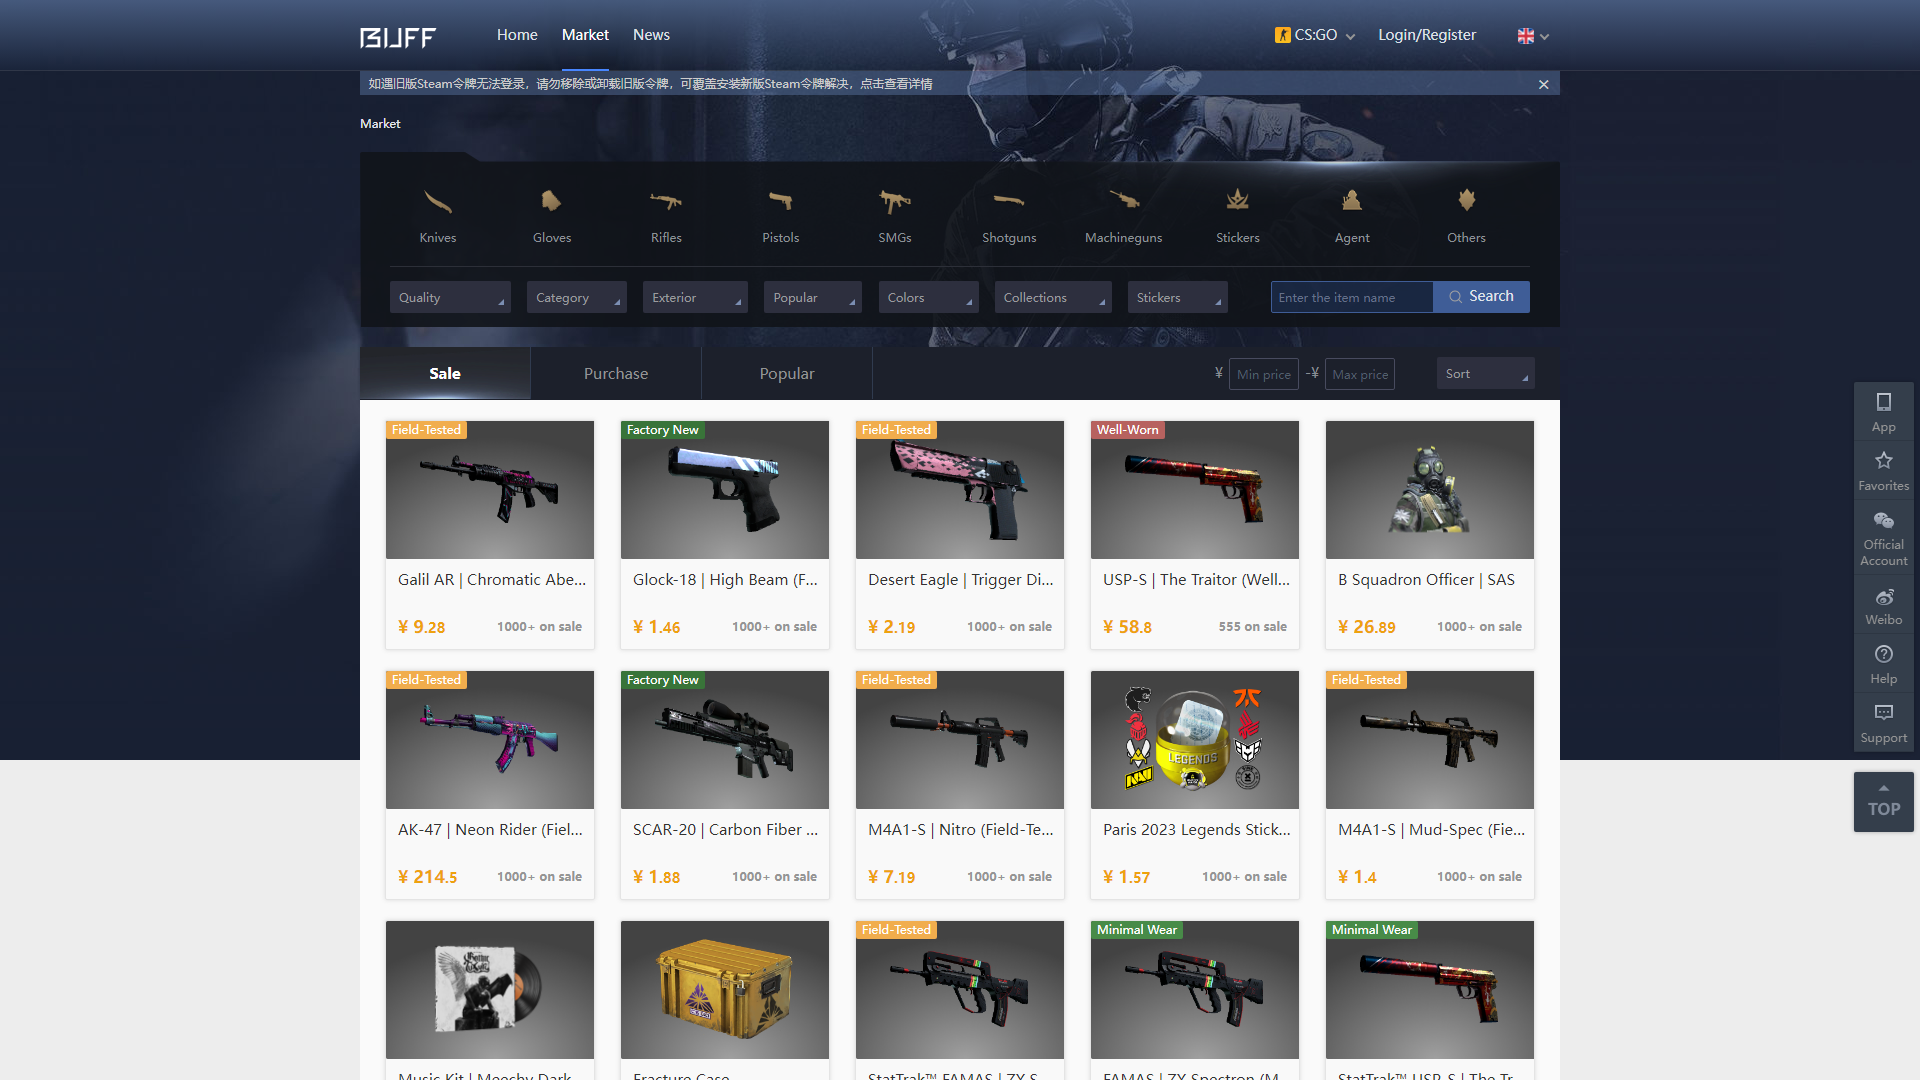 BUFF
Home
Market
News
CS:GO
Login/Register
如遇旧版Steam令牌无法登录，请勿移除或卸载旧版令牌，可覆盖安装新版Steam令牌解决，点击查看详情
Market
Knives
Gloves
Rifles
Pistols
SMGs
Shotguns
Machineguns
Stickers
Agent
Others
Quality
Category
Exterior
Popular
Colors
Collections
Stickers
Enter the item name
Search
Sale
Purchase
Popular
¥ Min price -¥ Max price
Sort
Field-Tested
Galil AR | Chromatic Abe...
¥ 9.28 1000+ on sale
Factory New
Glock-18 | High Beam (F...
¥ 1.46 1000+ on sale
Field-Tested
Desert Eagle | Trigger Di...
¥ 2.19 1000+ on sale
Well-Worn
USP-S | The Traitor (Well...
¥ 58.8 555 on sale
B Squadron Officer | SAS
¥ 26.89 1000+ on sale
Field-Tested
AK-47 | Neon Rider (Fiel...
¥ 214.5 1000+ on sale
Factory New
SCAR-20 | Carbon Fiber ...
¥ 1.88 1000+ on sale
Field-Tested
M4A1-S | Nitro (Field-Te...
¥ 7.19 1000+ on sale
LEGENDS
Paris 2023 Legends Stick...
¥ 1.57 1000+ on sale
Field-Tested
M4A1-S | Mud-Spec (Fie...
¥ 1.4 1000+ on sale
Music Kit | Meechy Dark...
Fracture Case
Field-Tested
StatTrak™ FAMAS | ZX S...
Minimal Wear
FAMAS | ZX Spectron (M...
Minimal Wear
StatTrak™ USP-S | The Tr...
App
Favorites
Official
Account
Weibo
Help
Support
TOP